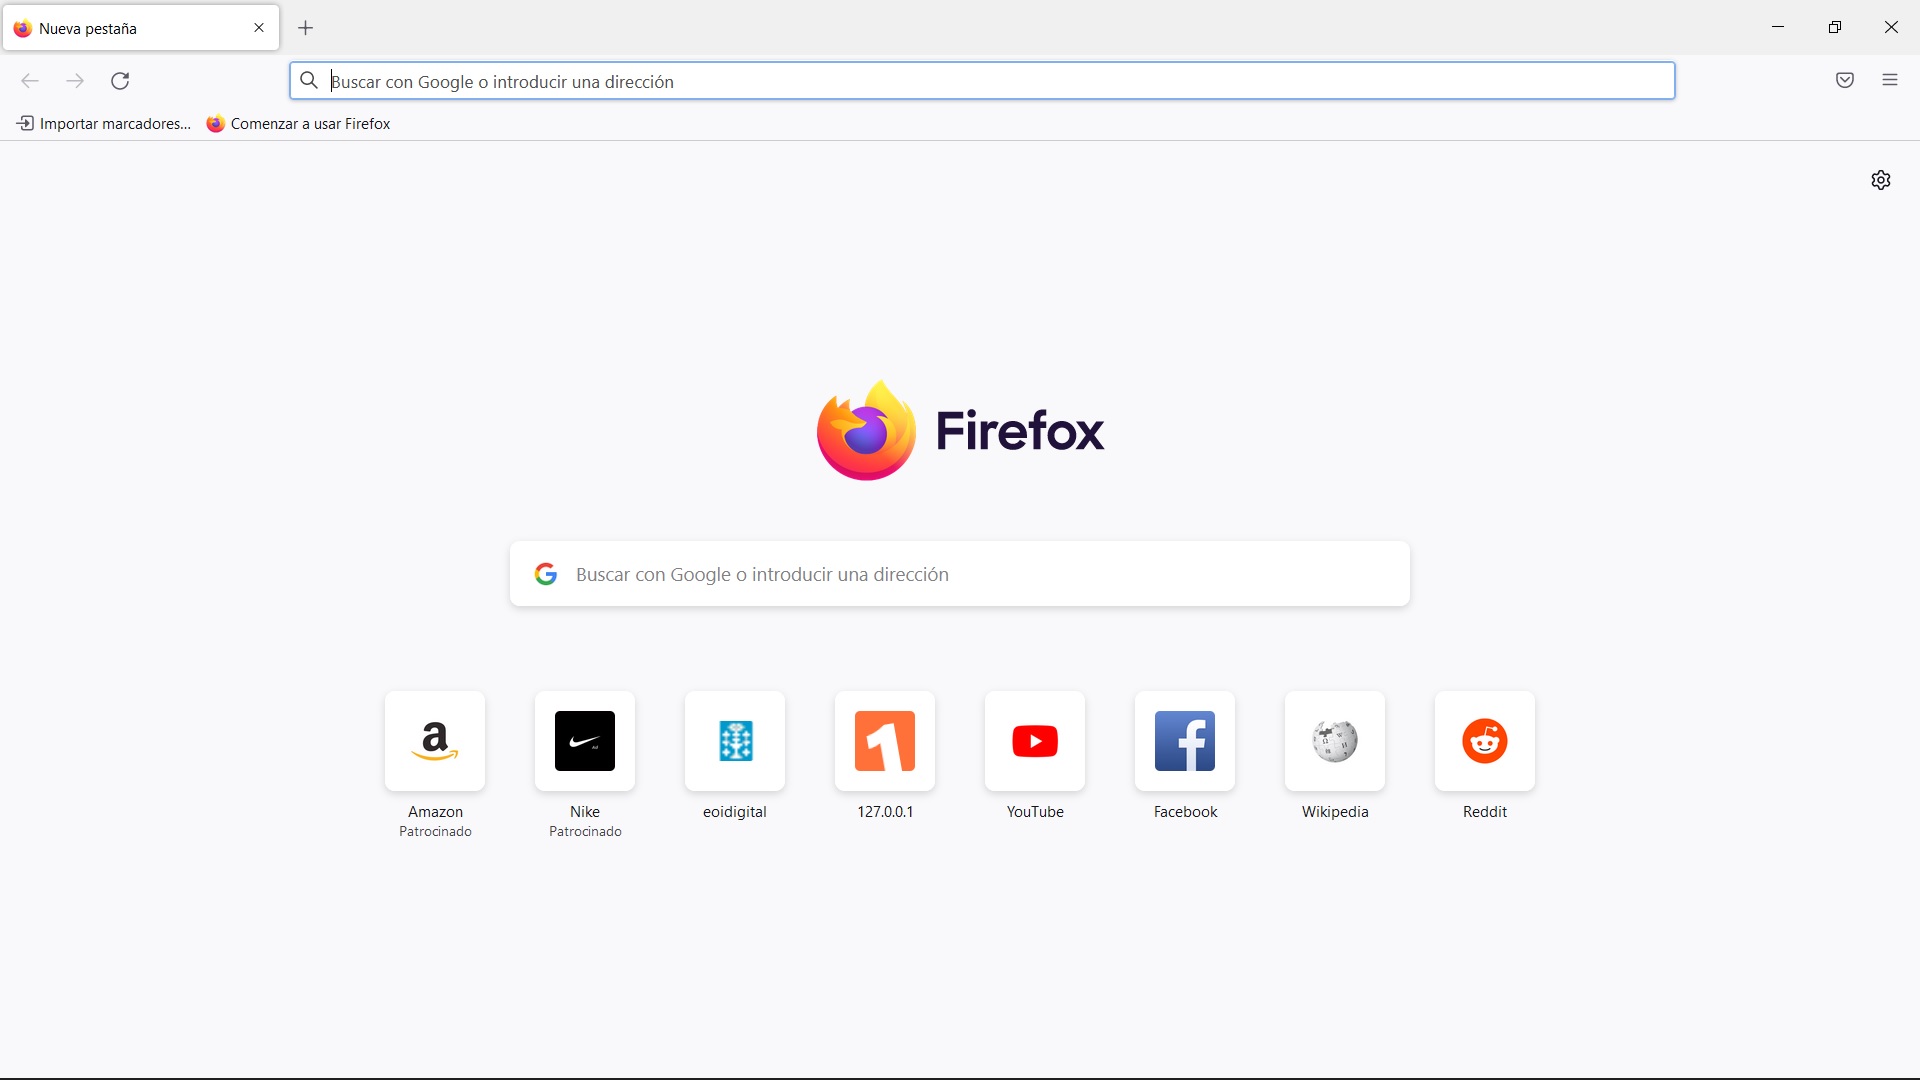 Nueva pestaña
Buscar con Google o introducir una dirección
Importar marcadores... Comenzar a usar Firefox
Firefox
Buscar con Google o introducir una dirección
Amazon
Patrocinado
Nike
Patrocinado
eoidigital
127.0.0.1
YouTube
Facebook
Wikipedia
Reddit